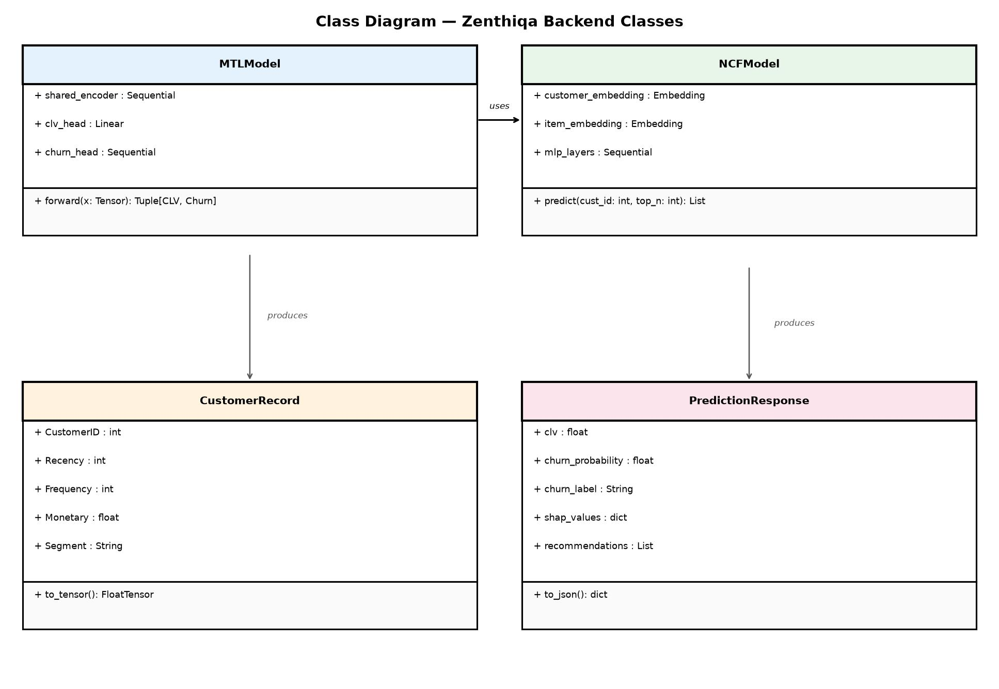 Class Diagram — Zenthiqa Backend Classes
MTLModel
+ shared_encoder : Sequential
+ clv_head : Linear
+ churn_head : Sequential
+ forward(x: Tensor): Tuple[CLV, Churn]
uses
NCFModel
+ customer_embedding : Embedding
+ item_embedding : Embedding
+ mlp_layers : Sequential
+ predict(cust_id: int, top_n: int): List
produces
produces
CustomerRecord
+ CustomerID : int
+ Recency : int
+ Frequency : int
+ Monetary : float
+ Segment : String
+ to_tensor(): FloatTensor
PredictionResponse
+ clv : float
+ churn_probability : float
+ churn_label : String
+ shap_values : dict
+ recommendations : List
+ to_json(): dict